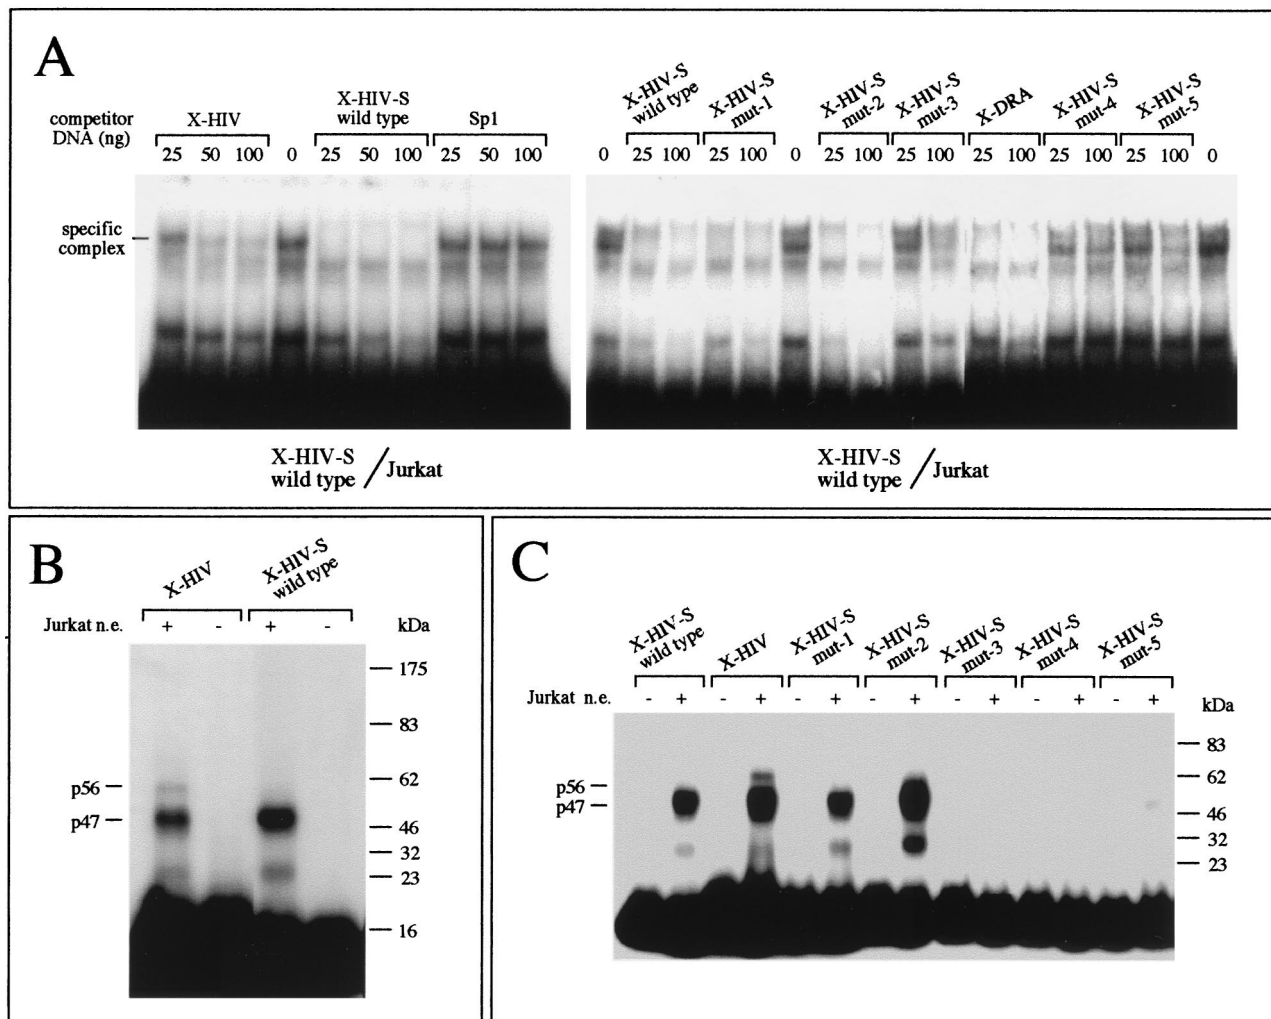 A
competitor
DNA (ng)
X-HIV
X-HIV-S
wild type
Sp1
25 50 100 0 25 50 100 25 50 100
X-HIV-S
wild type
X-HIV-S
mut-1
X-HIV-S
mut-2
X-HIV-S
mut-3
X-DRA
X-HIV-S
mut-4
X-HIV-S
mut-5
0 25 100 25 100 0 25 100 25 100 25 100 25 100 25 100 0
specific
complex
X-HIV-S
wild type / Jurkat
X-HIV-S
wild type / Jurkat
B
X-HIV
X-HIV-S
wild type
Jurkat n.e. + - + - kDa
175
83
62
46
32
23
16
p56
p47
C
X-HIV-S
wild type
X-HIV
X-HIV-S
mut-1
X-HIV-S
mut-2
X-HIV-S
mut-3
X-HIV-S
mut-4
X-HIV-S
mut-5
Jurkat n.e. - + - + - + - + - + - + - + kDa
83
62
46
32
23
p56
p47